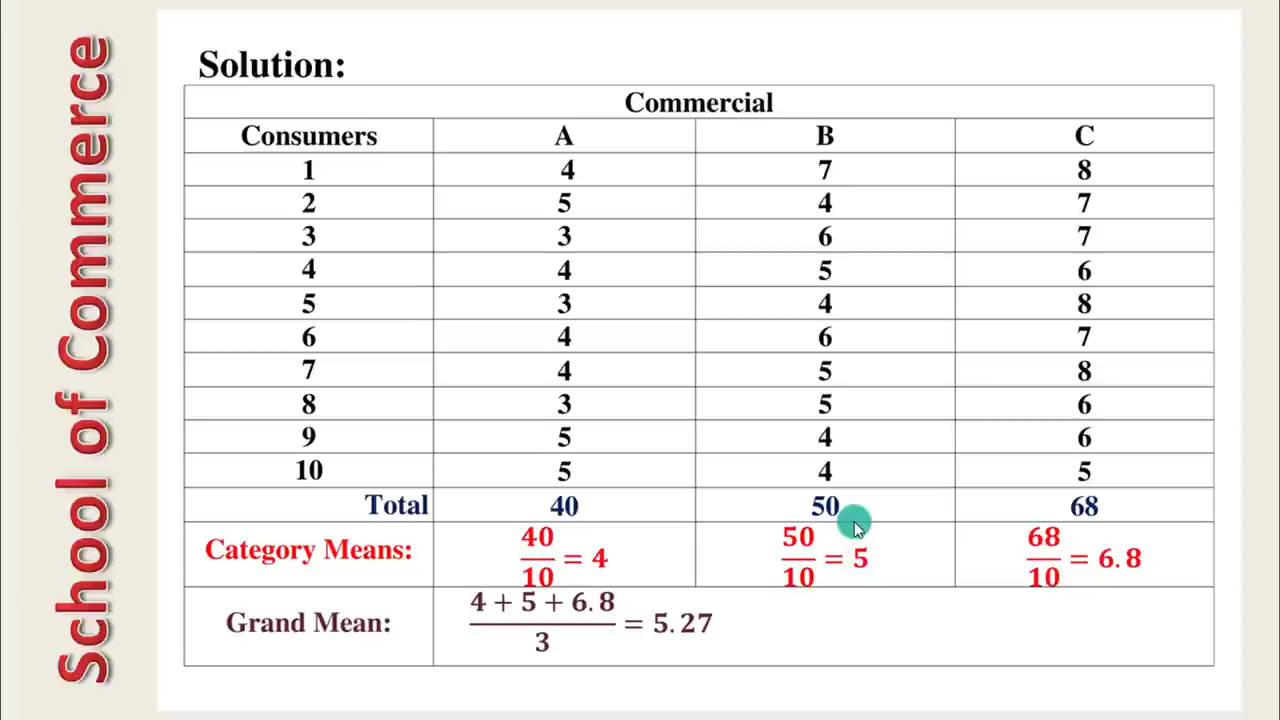 School of Commerce
Solution:
Commercial
Consumers A B C
1 4 7 8
2 5 4 7
3 3 6 7
4 4 5 6
5 3 4 8
6 4 6 7
7 4 5 8
8 3 5 6
9 5 4 6
10 5 4 5
Total 40 50 68
Category Means: 40/10 = 4 50/10 = 5 68/10 = 6.8
Grand Mean: 4 + 5 + 6.8/3 = 5.27